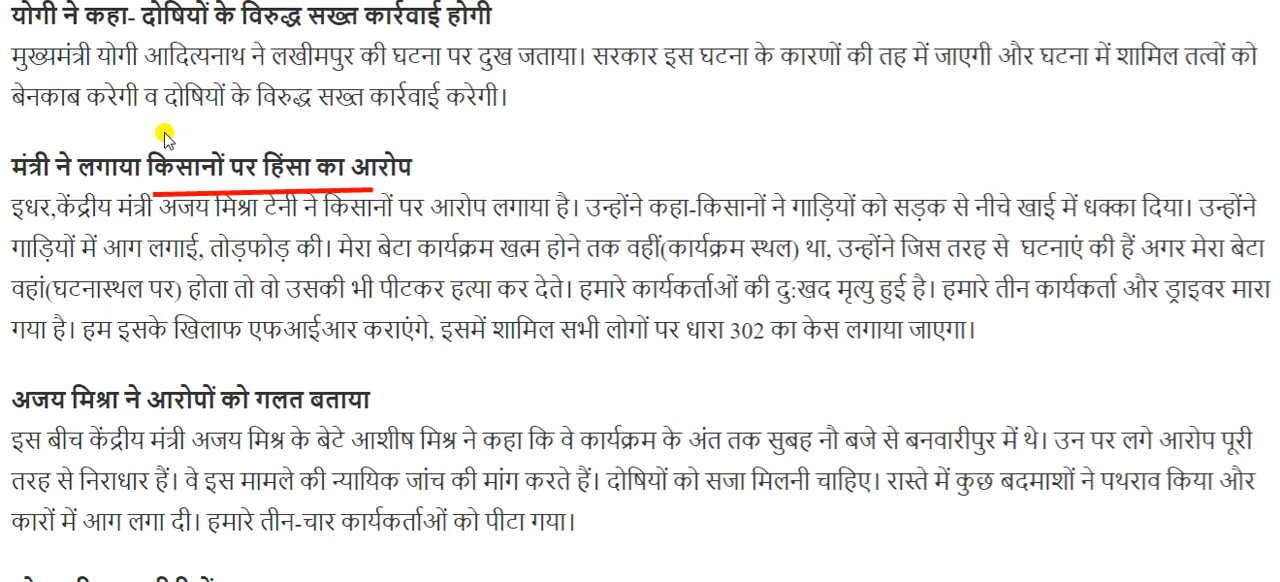 योगी ने कहा- दोषियों के विरुद्ध सख्त कार्रवाई होगी
मुख्यमंत्री योगी आदित्यनाथ ने लखीमपुर की घटना पर दुख जताया। सरकार इस घटना के कारणों की तह में जाएगी और घटना में शामिल तत्वों को
बेनकाब करेगी व दोषियों के विरुद्ध सख्त कार्रवाई करेगी।
मंत्री ने लगाया किसानों पर हिंसा का आरोप
इधर,केंद्रीय मंत्री अजय मिश्रा टेनी ने किसानों पर आरोप लगाया है। उन्होंने कहा-किसानों ने गाड़ियों को सड़क से नीचे खाई में धक्का दिया। उन्होंने
गाड़ियों में आग लगाई, तोड़फोड़ की। मेरा बेटा कार्यक्रम खत्म होने तक वहीं(कार्यक्रम स्थल) था, उन्होंने जिस तरह से घटनाएं की हैं अगर मेरा बेटा
वहां(घटनास्थल पर) होता तो वो उसकी भी पीटकर हत्या कर देते। हमारे कार्यकर्ताओं की दु:खद मृत्यु हुई है। हमारे तीन कार्यकर्ता और ड्राइवर मारा
गया है। हम इसके खिलाफ एफआईआर कराएंगे, इसमें शामिल सभी लोगों पर धारा 302 का केस लगाया जाएगा।
अजय मिश्रा ने आरोपों को गलत बताया
इस बीच केंद्रीय मंत्री अजय मिश्र के बेटे आशीष मिश्र ने कहा कि वे कार्यक्रम के अंत तक सुबह नौ बजे से बनवारीपुर में थे। उन पर लगे आरोप पूरी
तरह से निराधार हैं। वे इस मामले की न्यायिक जांच की मांग करते हैं। दोषियों को सजा मिलनी चाहिए। रास्ते में कुछ बदमाशों ने पथराव किया और
कारों में आग लगा दी। हमारे तीन-चार कार्यकर्ताओं को पीटा गया।